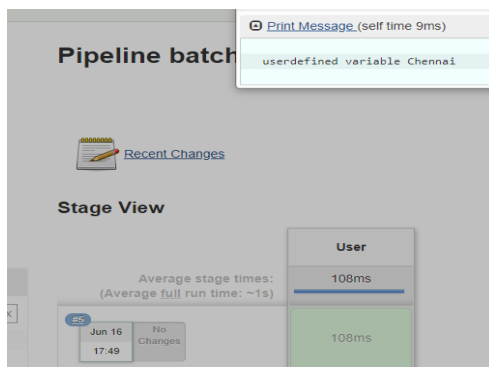 Print Message (self time 9ms)
Pipeline batch
userdefined variable Chennai
Recent Changes
Stage View
User
Average stage times:
108ms
(Average full run time: ~1s)
#5
Jun 16
No
Changes
17:49
108ms
X